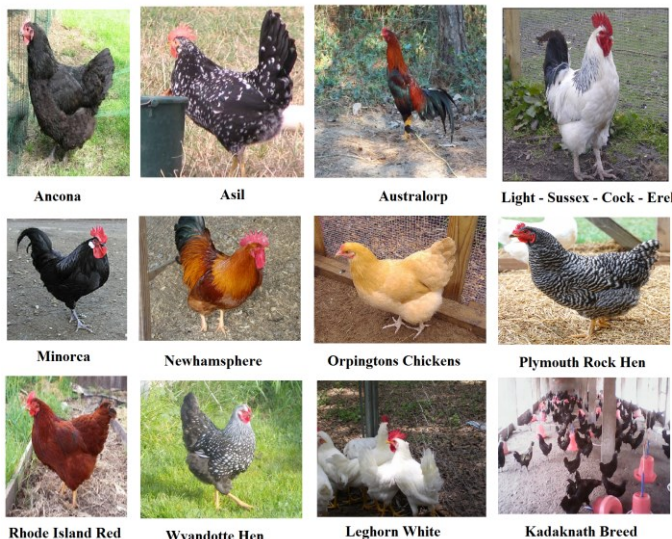 Ancona
Asil
Australorp
Light - Sussex - Cock - Erel
Minorca
Newhamsphere
Orpingtons Chickens
Plymouth Rock Hen
Rhode Island Red
Wyandotte Hen
Leghorn White
Kadaknath Breed